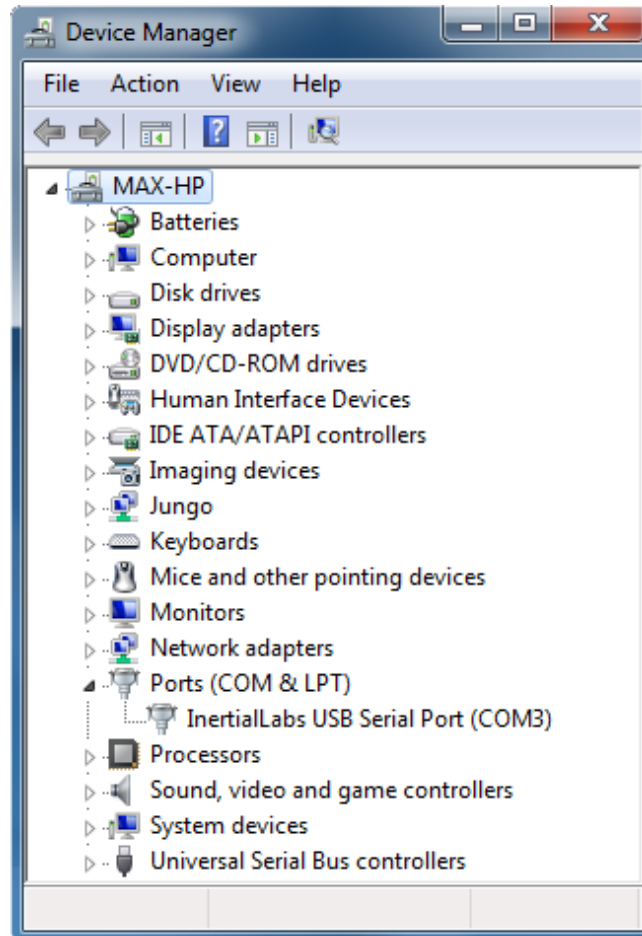 Device Manager
File Action View Help
MAX-HP
Batteries
Computer
Disk drives
Display adapters
DVD/CD-ROM drives
Human Interface Devices
IDE ATA/ATAPI controllers
Imaging devices
Jungo
Keyboards
Mice and other pointing devices
Monitors
Network adapters
Ports (COM & LPT)
InertialLabs USB Serial Port (COM3)
Processors
Sound, video and game controllers
System devices
Universal Serial Bus controllers